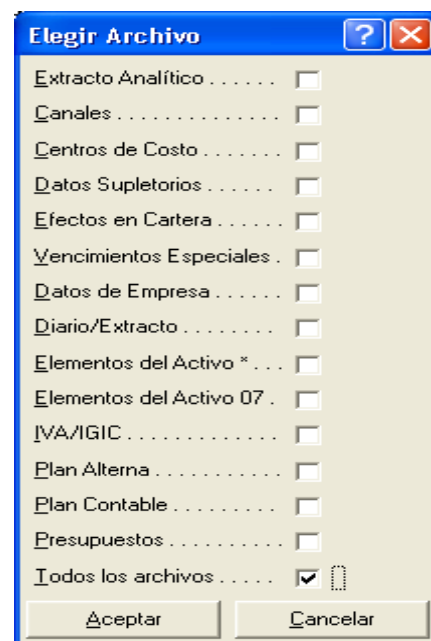 Elegir Archivo ?
Extracto Analítico . . . . . .
Canales . . . . . . . . . . . . . .
Centros de Costo . . . . . . .
Datos Supletorios . . . . . .
Efectos en Cartera . . . . . .
Vencimientos Especiales .
Datos de Empresa . . . . . .
Diario/Extracto . . . . . . . .
Elementos del Activo * . . .
Elementos del Activo 07 .
IVA/IGIC . . . . . . . . . . . . .
Plan Alterna . . . . . . . . . . .
Plan Contable . . . . . . . . .
Presupuestos . . . . . . . . . .
Todos los archivos . . . . .
Aceptar Cancelar